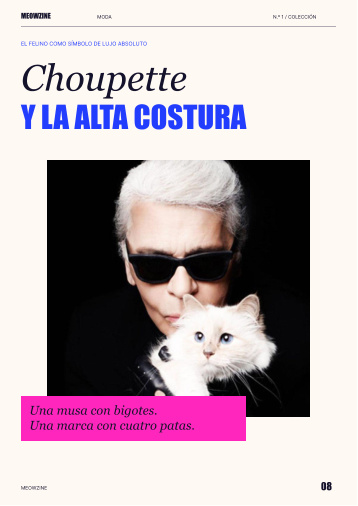 MEOWZINE MODA N.º 1 / COLECCIÓN
EL FELINO COMO SÍMBOLO DE LUJO ABSOLUTO
Choupette
Y LA ALTA COSTURA
Una musa con bigotes.
Una marca con cuatro patas.
MEOWZINE 08